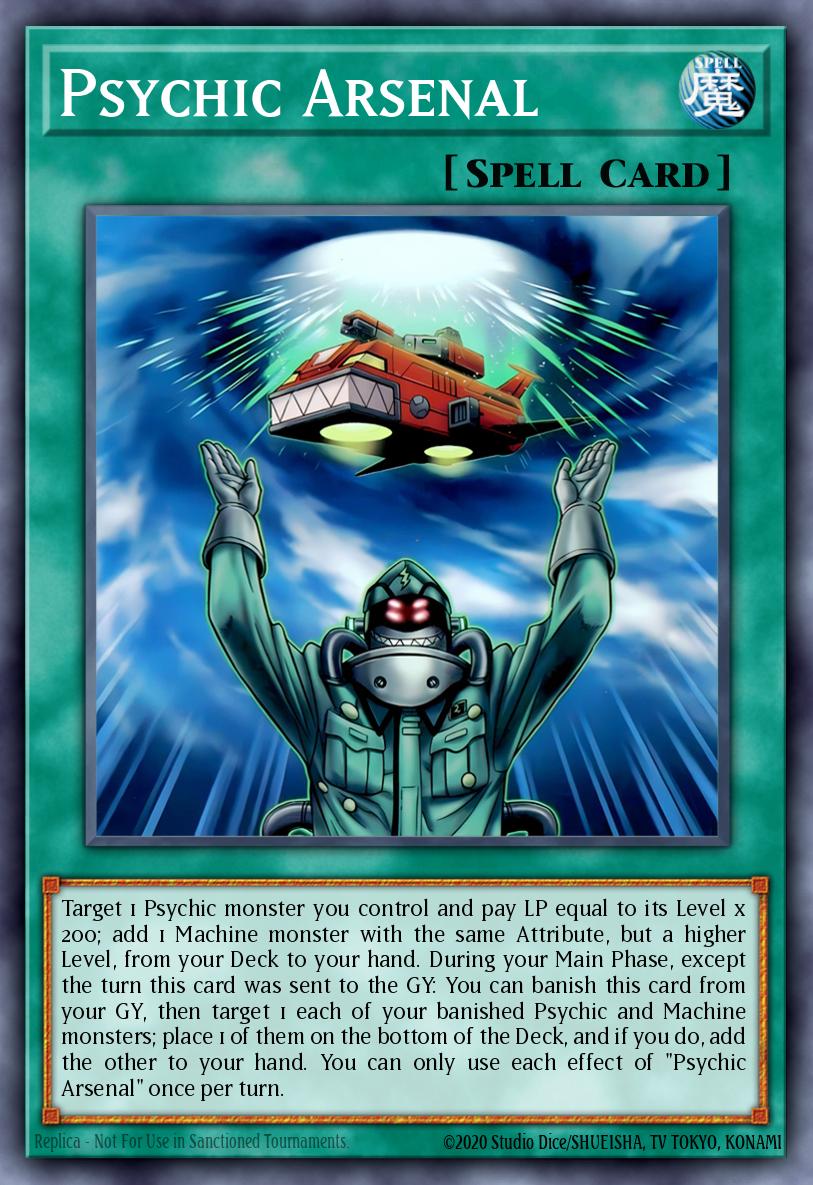 Psychic Arsenal
SPELL
魔
[ Spell Card ]
Target 1 Psychic monster you control and pay LP equal to its Level x
200; add 1 Machine monster with the same Attribute, but a higher
Level, from your Deck to your hand. During your Main Phase, except
the turn this card was sent to the GY: You can banish this card from
your GY, then target 1 each of your banished Psychic and Machine
monsters; place 1 of them on the bottom of the Deck, and if you do, add
the other to your hand. You can only use each effect of "Psychic
Arsenal" once per turn.
Replica - Not For Use in Sanctioned Tournaments.
©2020 Studio Dice/SHUEISHA, TV TOKYO, KONAMI